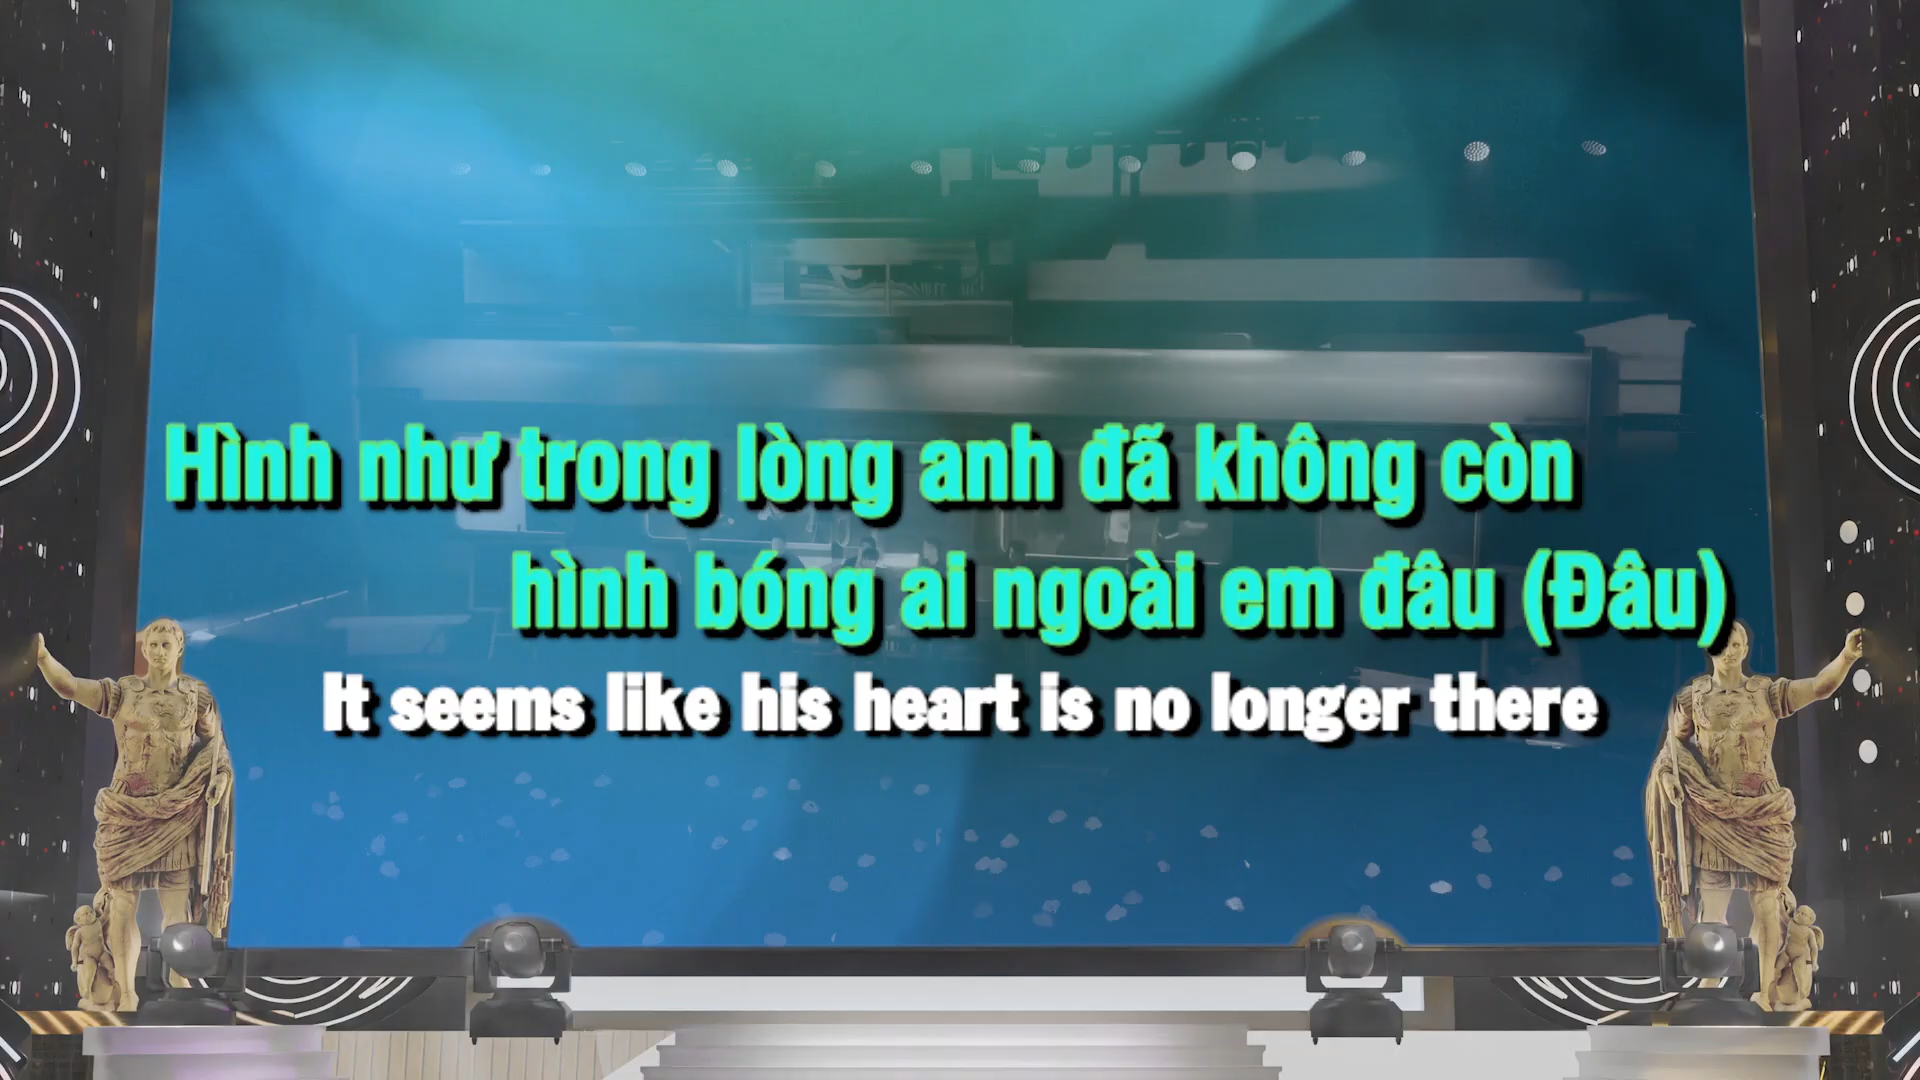 Hình như trong lòng anh đã không còn
hình bóng ai ngoài em đâu (Đâu)
It seems like his heart is no longer there